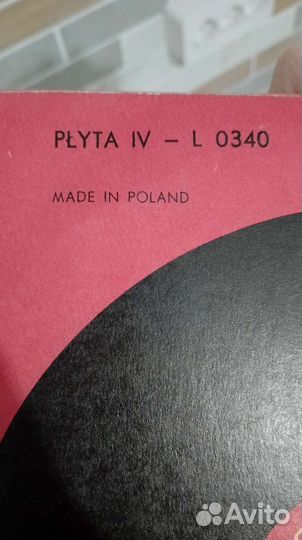 PŁYTA IV – L 0340
MADE IN POLAND
Avito